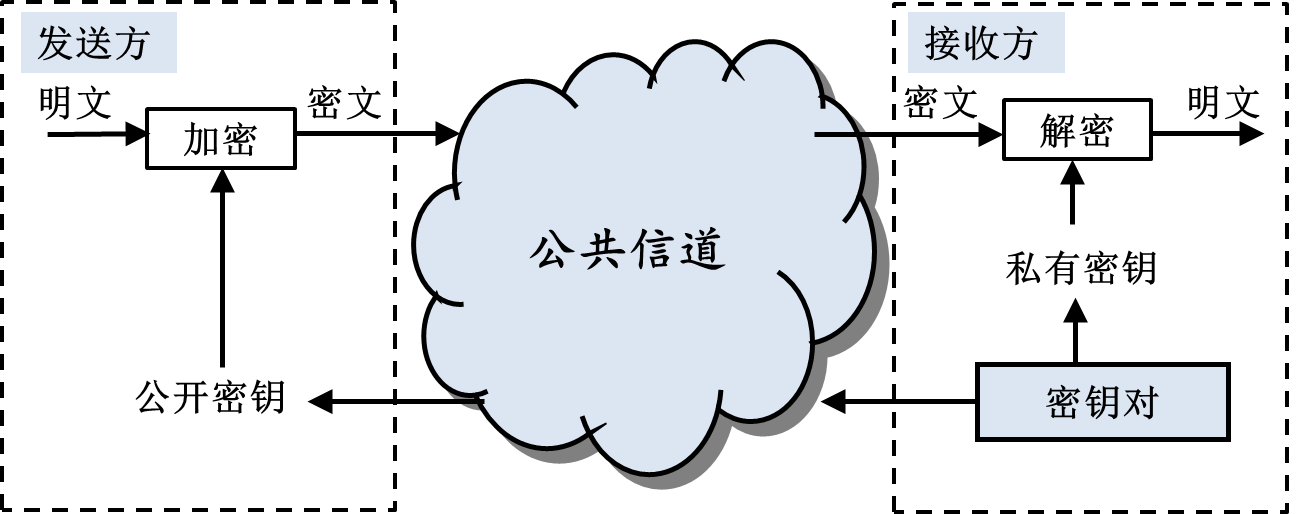 发送方
接收方
明文
密文
密文
明文
加密
解密
公共信道
私有密钥
公开密钥
密钥对